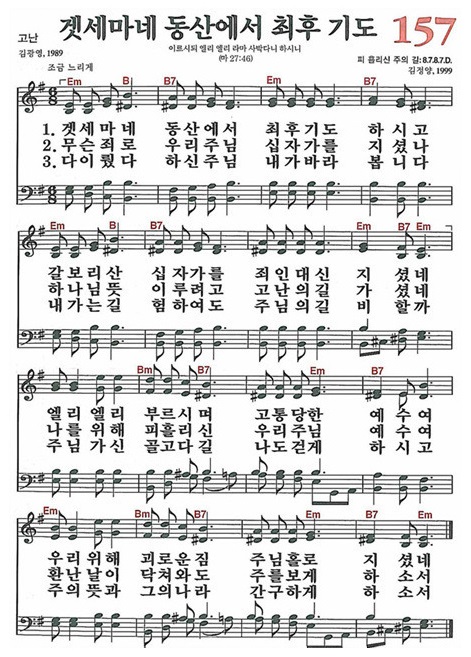 겟세마네 동산에서 최후 기도 157
고난
김광영, 1989
이르시되 엘리 엘리 라마 사박다니 하시니
(마 27:46)
피 흘리신 주의 길: 8.7.8.7.D.
김정양, 1999
조금 느리게
Em B B7 Em
1. 겟세마네 동산에서 최후기도 하시고
2. 무슨죄로 우리주님 십자가를 지셨나
3. 다이뤘다 하신주님 내가바라 봅니다
Em B7 B7 Em
갈보리산 십자가를 죄인대신 지셨네
하나님뜻 이루려고 고난의길 가셨네
내가는길 험하여도 주님의길 비할까
Em B7 B7 Em
엘리엘리 부르시며 고통당한 예수여
나를위해 피흘린 우리주님 예수여
주님가신 골고다길 나도걷게 하시고
Em Bm B7 Em
우리위해 괴로운짐 주님홀로 지셨네
환난날이 닥쳐와도 주를보게 하소서
주의뜻과 그의나라 간구하게 하소서